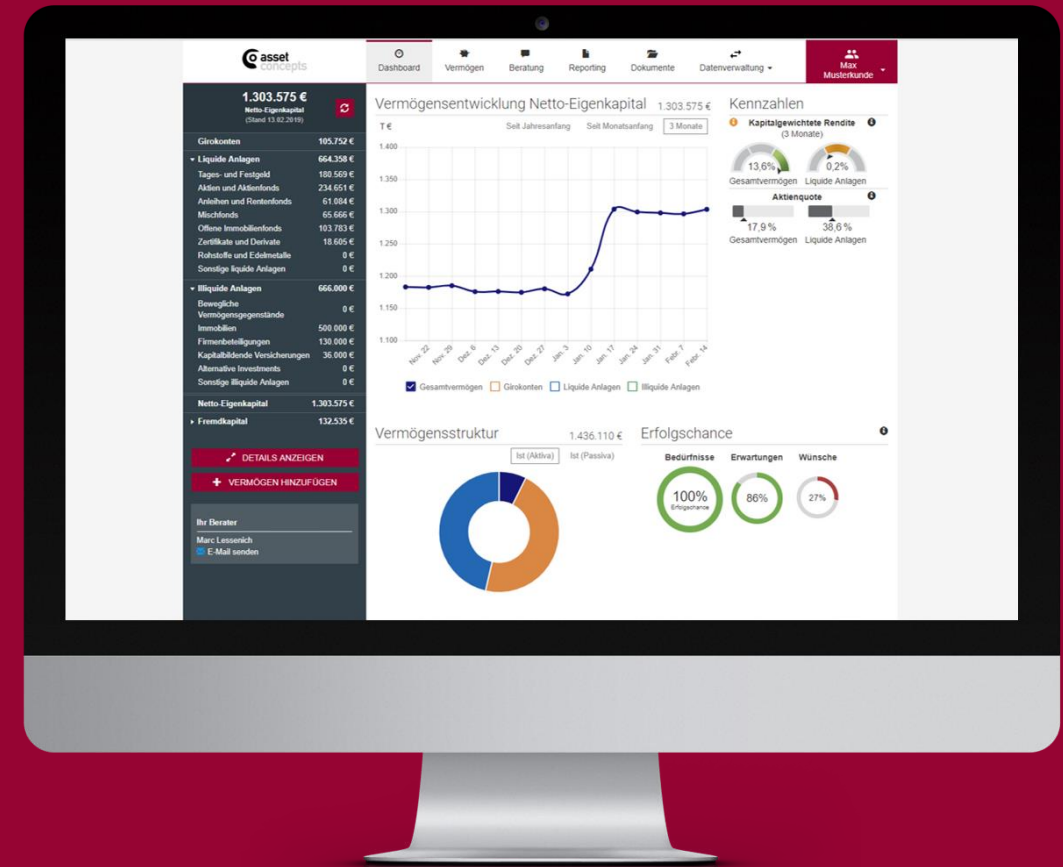 asset
concepts
Dashboard
Vermögen
Beratung
Reporting
Dokumente
Datenverwaltung
Max
Musterkunde
1.303.575 €
Netto-Eigenkapital
(Stand 13.02.2019)
Girokonten 105.752 €
Liquide Anlagen 664.358 €
Tages- und Festgeld 180.569 €
Aktien und Aktienfonds 234.651 €
Anleihen und Rentenfonds 61.084 €
Mischfonds 65.666 €
Offene Immobilienfonds 103.783 €
Zertifikate und Derivate 18.605 €
Rohstoffe und Edelmetalle 0 €
Sonstige liquide Anlagen 0 €
Illiquide Anlagen 666.000 €
Bewegliche
Vermögensgegenstände 0 €
Immobilien 500.000 €
Firmenbeteiligungen 130.000 €
Kapitalbildende Versicherungen 36.000 €
Alternative Investments 0 €
Sonstige illiquide Anlagen 0 €
Netto-Eigenkapital 1.303.575 €
Fremdkapital 132.535 €
DETAILS ANZEIGEN
VERMÖGEN HINZUFÜGEN
Ihr Berater
Marc Lessenich
E-Mail senden
Vermögensentwicklung Netto-Eigenkapital 1.303.575 €
T € Seit Jahresanfang Seit Monatsanfang 3 Monate
1.400
1.350
1.300
1.250
1.200
1.150
1.100
Nov. 22 Nov. 29 Dez. 6 Dez. 13 Dez. 20 Dez. 27 Jan. 3 Jan. 10 Jan. 17 Jan. 24 Jan. 31 Febr. 7 Febr. 14
Gesamtvermögen Girokonten Liquide Anlagen Illiquide Anlagen
Kennzahlen
Kapitalgewichtete Rendite
(3 Monate)
13,6% 0,2%
Gesamtvermögen Liquide Anlagen
Aktienquote
17,9 % 38,6 %
Gesamtvermögen Liquide Anlagen
Vermögensstruktur 1.436.110 €
Ist (Aktiva) Ist (Passiva)
Erfolgschance
Bedürfnisse Erwartungen Wünsche
100% 86% 27%
Erfolgschance